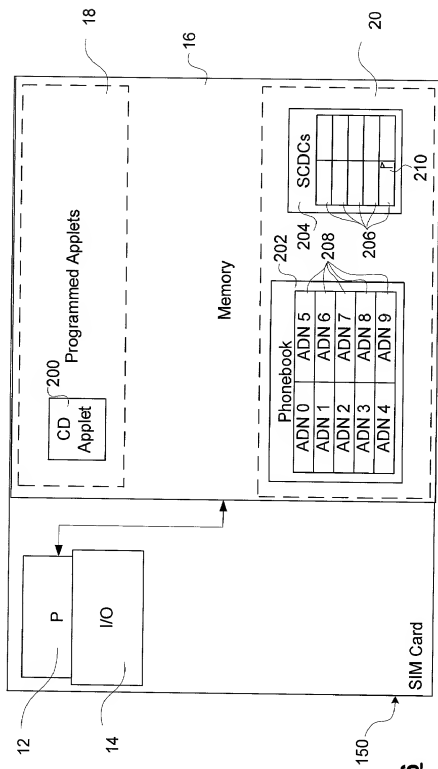 12
P
14
I/O
150
SIM Card
18
Programmed Applets
200
CD
Applet
16
Memory
20
202
Phonebook
ADN 0 ADN 5
ADN 1 ADN 6
ADN 2 ADN 7
ADN 3 ADN 8
ADN 4 ADN 9
208
204
SCDCs
206
210